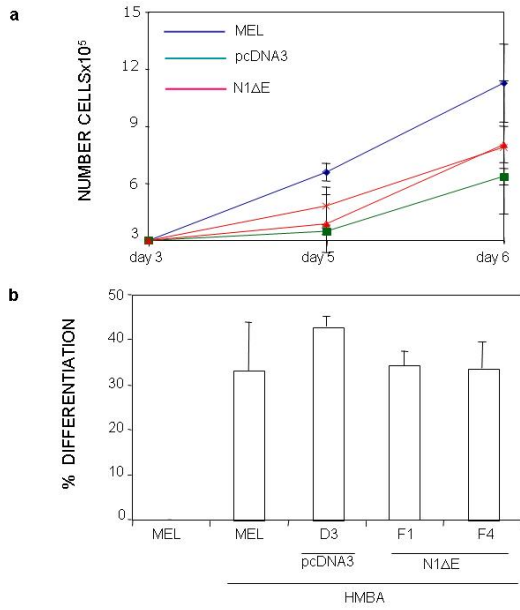 a
NUMBER CELLSx10⁵
15
12
9
6
3
MEL
pcDNA3
N1ΔE
day 3
day 5
day 6
b
% DIFFERENTIATION
50
40
30
20
10
0
MEL
MEL
D3
F1
F4
pcDNA3
N1ΔE
HMBA